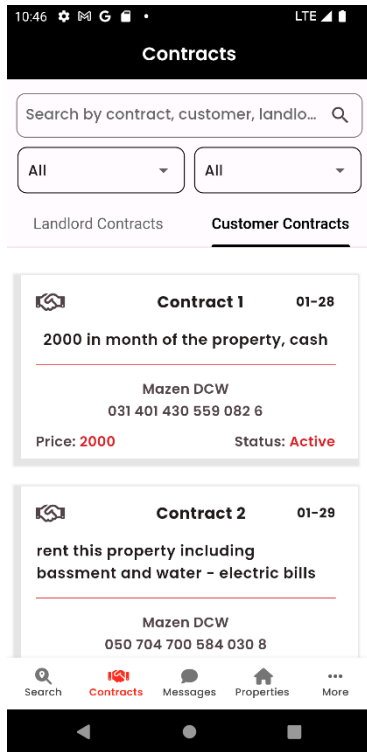 10:46 G LTE
Contracts
Search by contract, customer, landlo...
All All
Landlord Contracts Customer Contracts
Contract 1 01-28
2000 in month of the property, cash
Mazen DCW
031 401 430 559 082 6
Price: 2000 Status: Active
Contract 2 01-29
rent this property including
bassment and water - electric bills
Mazen DCW
050 704 700 584 030 8
Search Contracts Messages Properties More